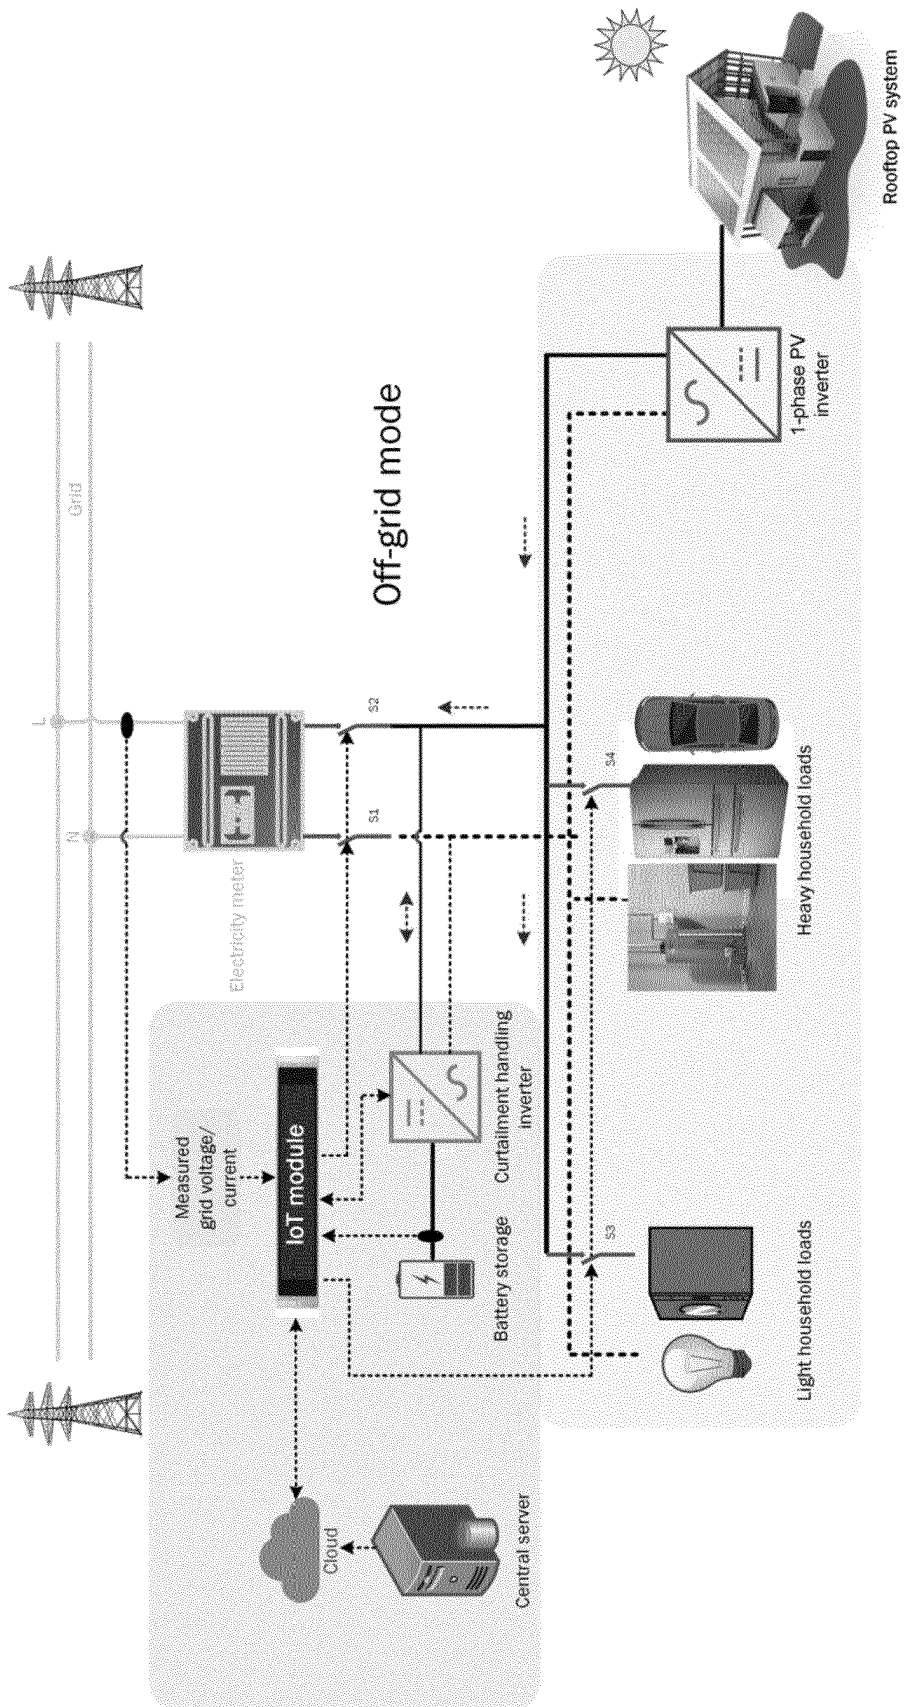 Grid
L
N
Electricity meter
Off-grid mode
S2
S1
Measured
grid voltage/
current
IoT module
Cloud
Central server
Battery storage
Curtailment handling
inverter
S3
S4
Light household loads
Heavy household loads
1-phase PV
inverter
Rooftop PV system